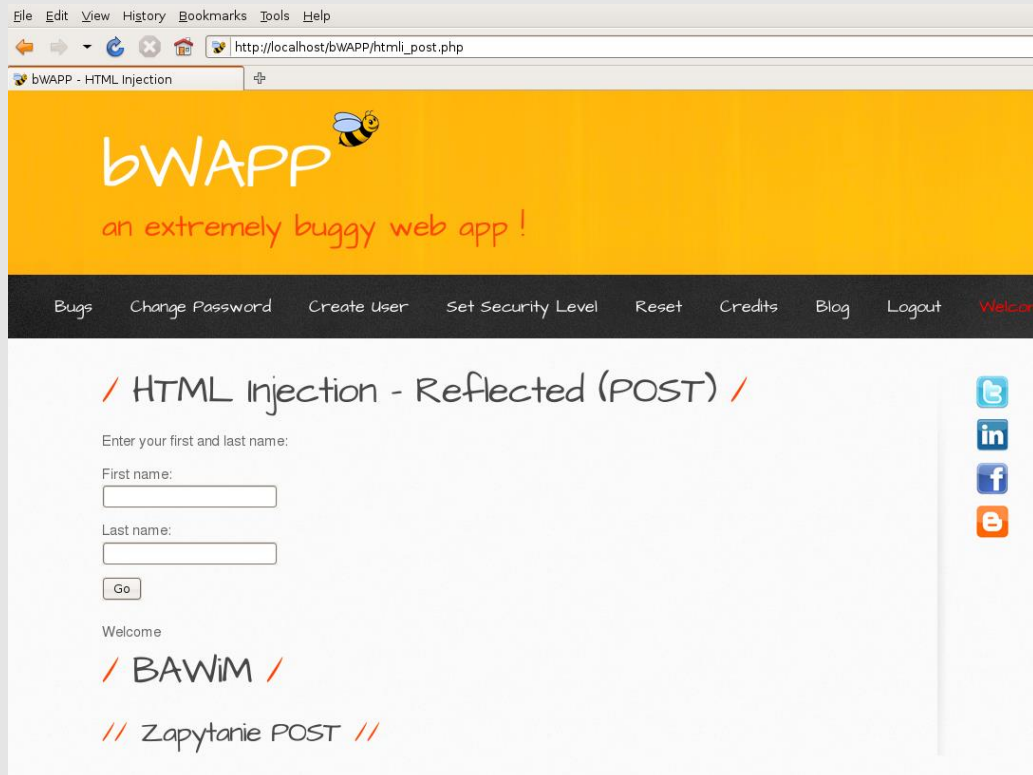 File Edit View History Bookmarks Tools Help
http://localhost/bWAPP/htmli_post.php
bWAPP - HTML Injection
bWAPP
an extremely buggy web app !
Bugs Change Password Create User Set Security Level Reset Credits Blog Logout
/ HTML Injection - Reflected (POST) /
Enter your first and last name:
First name:
Last name:
Go
Welcome
/ BAWiM /
// Zapytanie POST //
in
f